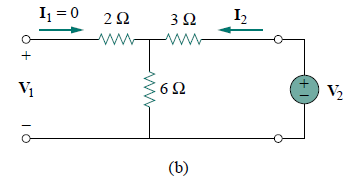 I₁ = 0 2 Ω 3 Ω I₂
+
V₁ 6 Ω + V₂
−
−
(b)